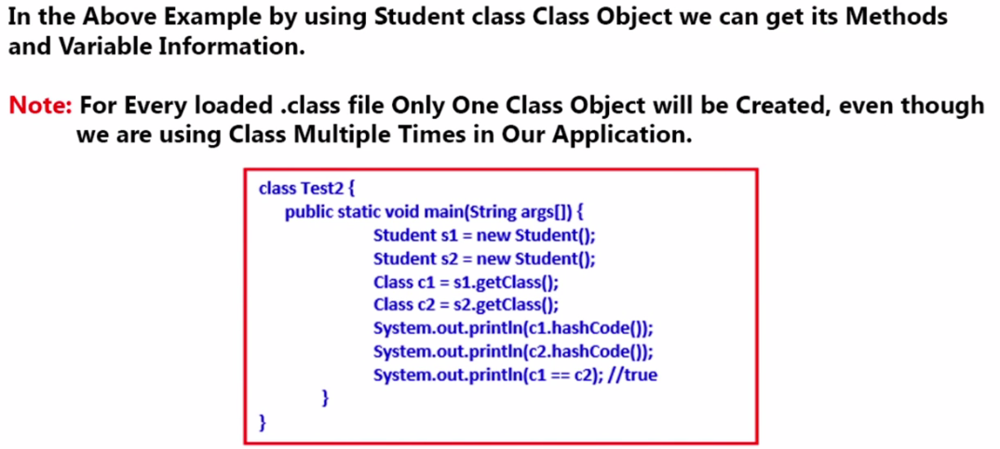 In the Above Example by using Student class Class Object we can get its Methods
and Variable Information.
Note: For Every loaded .class file Only One Class Object will be Created, even though
we are using Class Multiple Times in Our Application.
class Test2 {
public static void main(String args[]) {
Student s1 = new Student();
Student s2 = new Student();
Class c1 = s1.getClass();
Class c2 = s2.getClass();
System.out.println(c1.hashCode());
System.out.println(c2.hashCode());
System.out.println(c1 == c2); //true
}
}